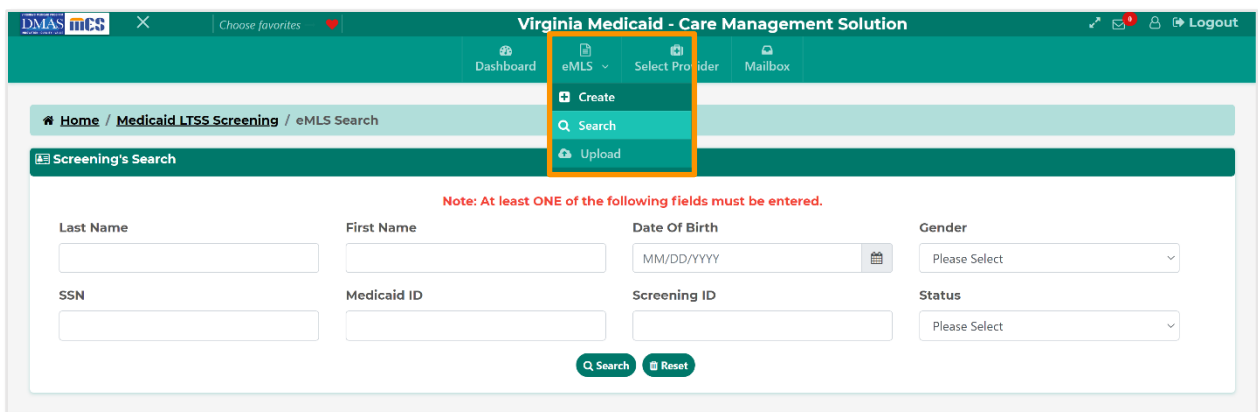 DMAS MES Choose favorites Virginia Medicaid - Care Management Solution 0 Logout
Dashboard eMLS Select Provider Mailbox
Create
Home / Medicaid LTSS Screening / eMLS Search
Search
Upload
Screening's Search
Note: At least ONE of the following fields must be entered.
Last Name First Name Date Of Birth Gender
MM/DD/YYYY Please Select
SSN Medicaid ID Screening ID Status
Please Select
Search Reset